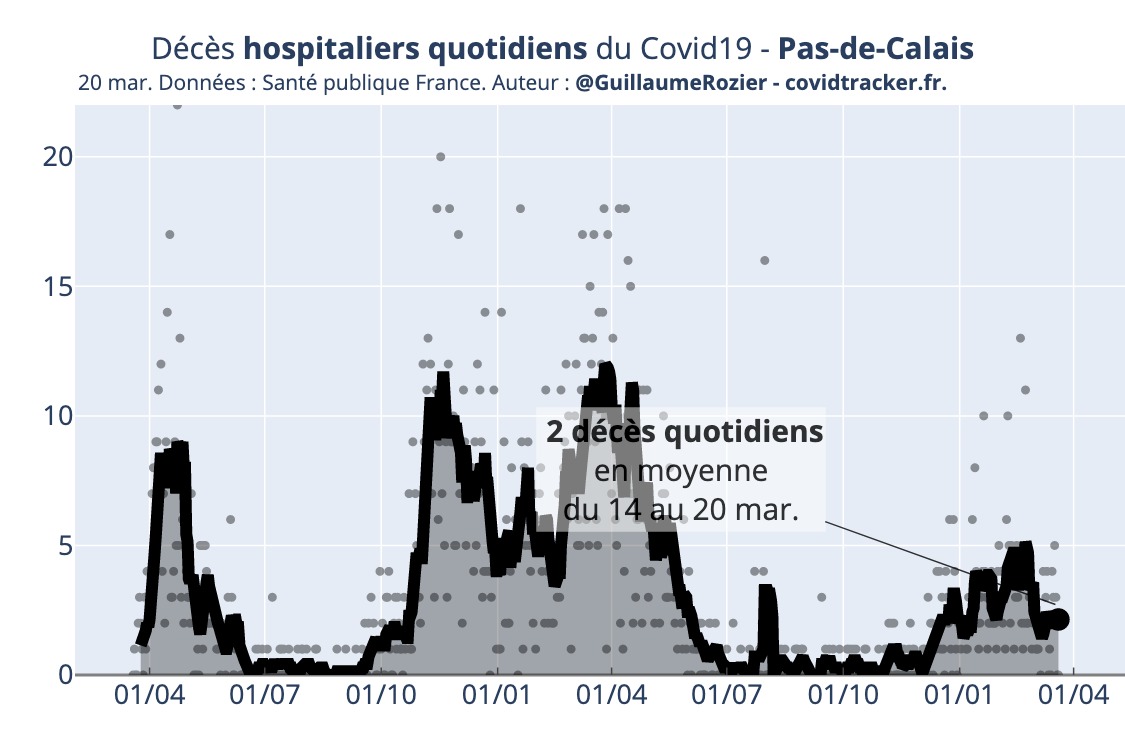 Décès hospitaliers quotidiens du Covid19 - Pas-de-Calais
20 mar. Données : Santé publique France. Auteur : @GuillaumeRozier - covidtracker.fr.
20
15
10
5
0
2 décès quotidiens
en moyenne
du 14 au 20 mar.
01/04 01/07 01/10 01/01 01/04 01/07 01/10 01/01 01/04